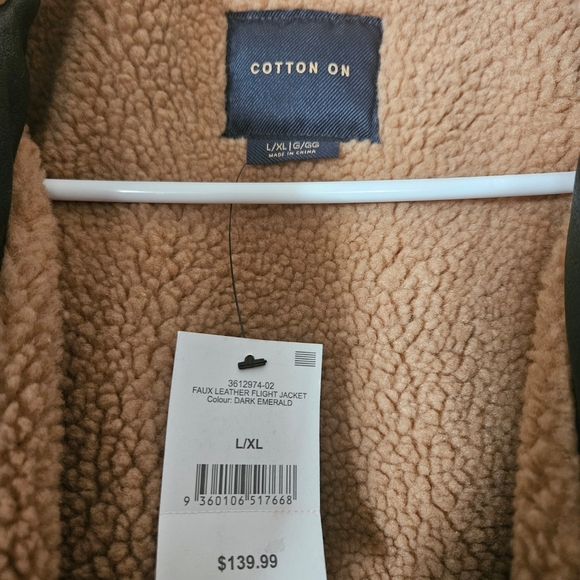 COTTON ON
L/XL|G/GG
MADE IN CHINA
3612974-02
FAUX LEATHER FLIGHT JACKET
Colour: DARK EMERALD
L/XL
9 360106 517668
$139.99